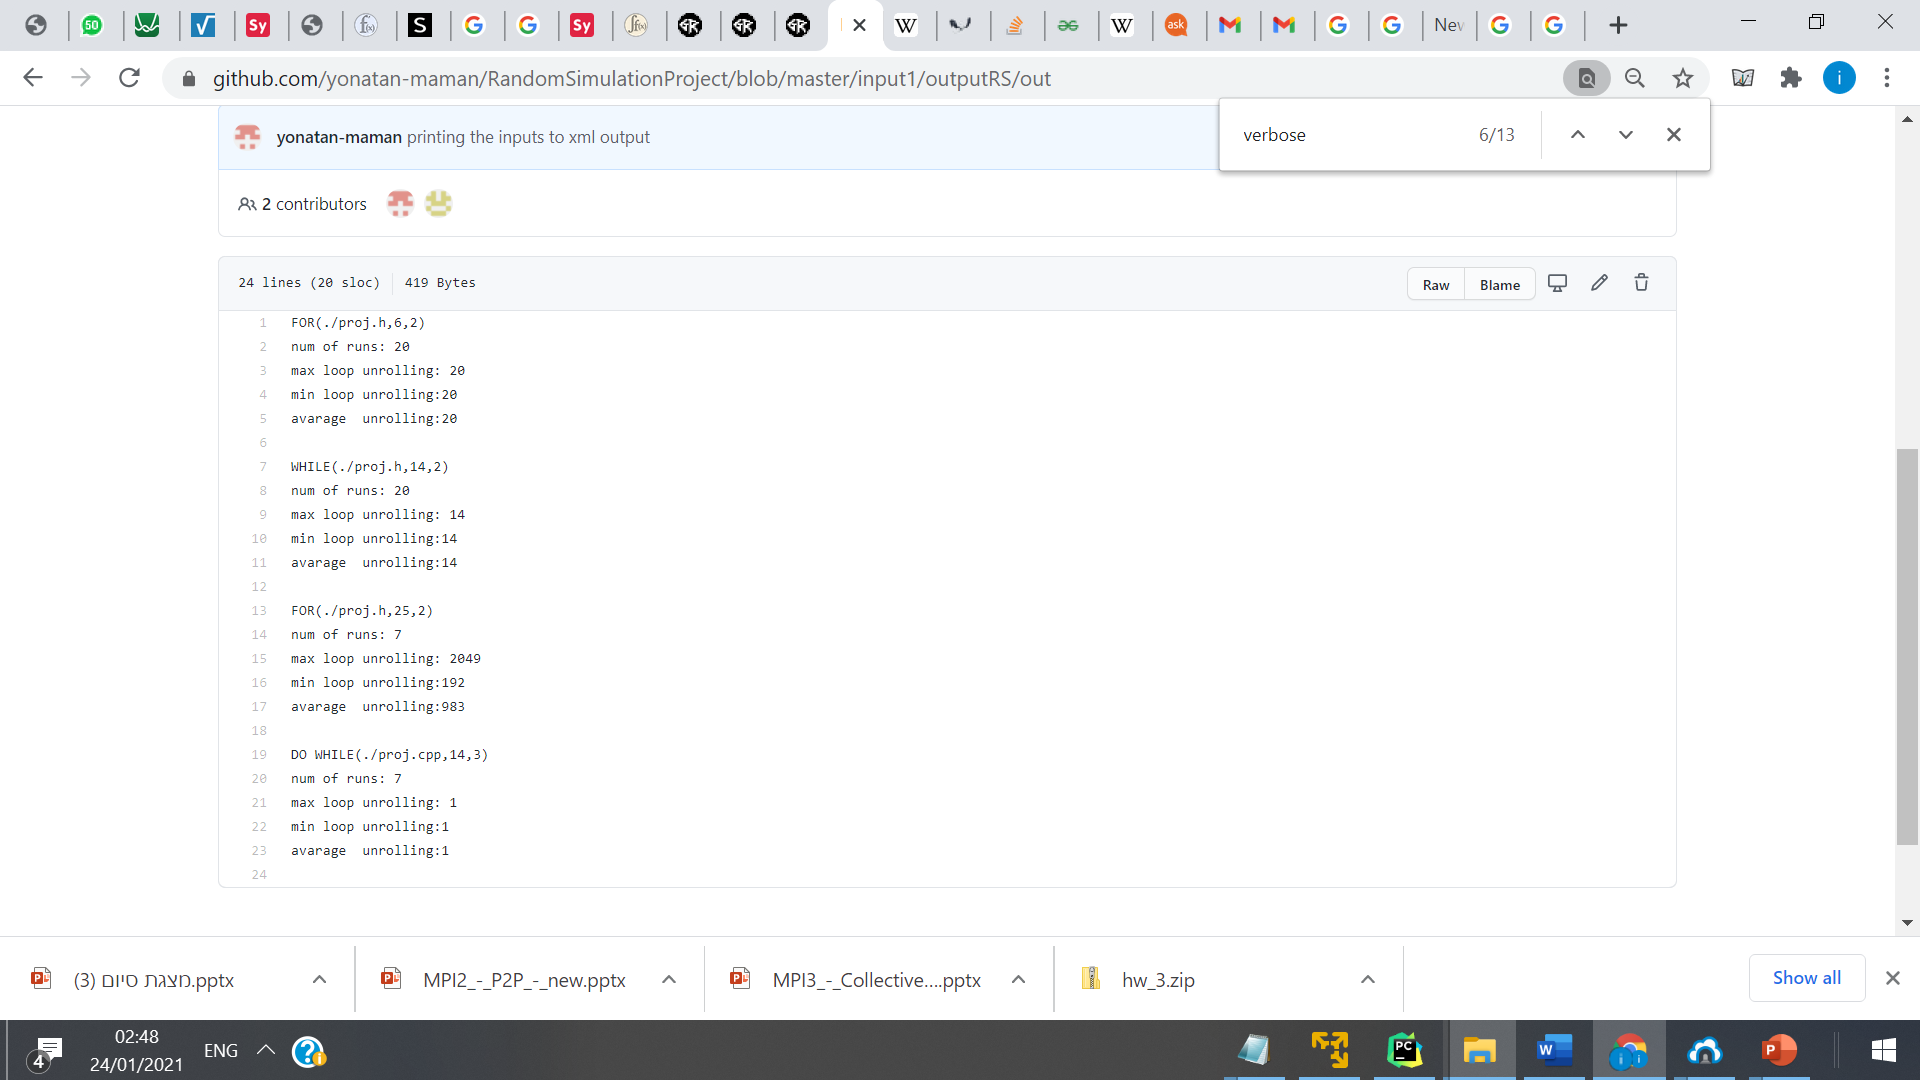 50
Sy
f(x)
S
Sy
f(x)
W
W
ask
New
github.com/yonatan-maman/RandomSimulationProject/blob/master/input1/outputRS/out
i
verbose 6/13
yonatan-maman printing the inputs to xml output
2 contributors
24 lines (20 sloc) 419 Bytes
Raw Blame
1 FOR(./proj.h,6,2)
2 num of runs: 20
3 max loop unrolling: 20
4 min loop unrolling:20
5 avarage  unrolling:20
6
7 WHILE(./proj.h,14,2)
8 num of runs: 20
9 max loop unrolling: 14
10 min loop unrolling:14
11 avarage  unrolling:14
12
13 FOR(./proj.h,25,2)
14 num of runs: 7
15 max loop unrolling: 2049
16 min loop unrolling:192
17 avarage  unrolling:983
18
19 DO WHILE(./proj.cpp,14,3)
20 num of runs: 7
21 max loop unrolling: 1
22 min loop unrolling:1
23 avarage  unrolling:1
24
מצגת סיום (3).pptx
MPI2_-_P2P_-_new.pptx
MPI3_-_Collective....pptx
hw_3.zip
Show all
4
02:48
24/01/2021
ENG
PC
W
P